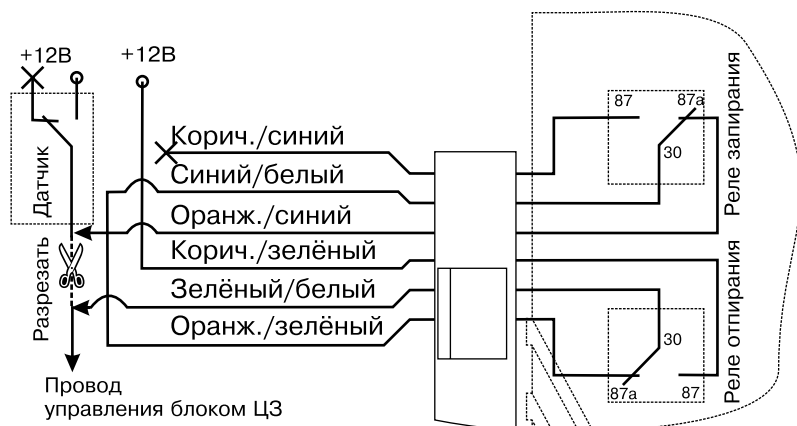 +12В
+12В
Датчик
Разрезать
Корич./синий
Синий/белый
Оранж./синий
Корич./зелёный
Зелёный/белый
Оранж./зелёный
Провод
управления блоком ЦЗ
87
87а
30
Реле запирания
30
87а
87
Реле отпирания